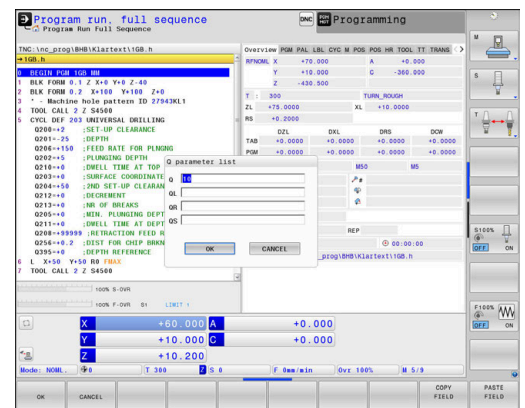 Program run, full sequence
Program Run Full Sequence
DNC
Programming
TNC:\nc_prog\BHB\Klartext\1GB.h
→1GB.h
0 BEGIN PGM 1GB MM
1 BLK FORM 0.1 Z X+0 Y+0 Z-40
2 BLK FORM 0.2 X+100 Y+100 Z+0
3 * - Machine hole pattern ID 27943KL1
4 TOOL CALL 2 Z S4500
5 CYCL DEF 203 UNIVERSAL DRILLING
Q200=+2 ;SET-UP CLEARANCE
Q201=-25 ;DEPTH
Q206=+150 ;FEED RATE FOR PLNGNG
Q202=+5 ;PLUNGING DEPTH
Q210=+0 ;DWELL TIME AT TOP
Q203=+0 ;SURFACE COORDINATE
Q204=+50 ;2ND SET-UP CLEARAN
Q212=+0 ;DECREMENT
Q213=+0 ;NR OF BREAKS
Q205=+0 ;MIN. PLUNGING DEPT
Q211=+0 ;DWELL TIME AT DEPT
Q208=+99999 ;RETRACTION FEED R
Q256=+0.2 ;DIST FOR CHIP BRKN
Q395=+0 ;DEPTH REFERENCE
6 L X+50 Y+50 R0 FMAX
7 TOOL CALL 2 Z S4500
100% S-OVR
100% F-OVR S1 LIMIT 1
Overview PGM PAL LBL CYC M POS POS HR TOOL TT TRANS
RFNOML X +70.000 A +0.000
Y +10.000 C -360.000
Z -430.500
T : 300 TURN_ROUGH
ZL +75.0000 XL +10.0000
RS +0.2000
DZL DXL DRS DCW
TAB +0.0000 +0.0000 +0.0000 +0.0000
PGM +0.0000 +0.0000 +0.0000 +0.0000
M50 M5
REP
00:00:00
_prog\BHB\Klartext\1GB.h
Q parameter list
Q 10
QL
QR
QS
OK CANCEL
X +60.000 A +0.000
Y +10.000 C +0.000
Z +10.200
Mode: NOML. 0 T 300 Z S 0 F 0mm/min Ovr 100% M 5/9
M
S
T
S100%
OFF ON
F100%
OFF ON
OK CANCEL COPY FIELD PASTE FIELD